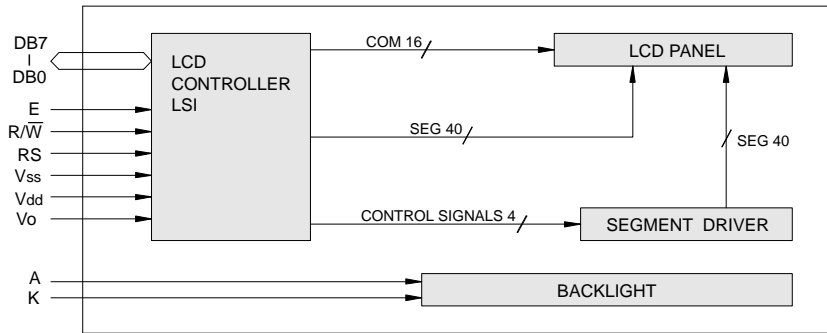 DB7
DB0
E
R/W̅
RS
Vss
Vdd
Vo
A
K
LCD
CONTROLLER
LSI
COM 16
LCD PANEL
SEG 40
SEG 40
CONTROL SIGNALS 4
SEGMENT DRIVER
BACKLIGHT